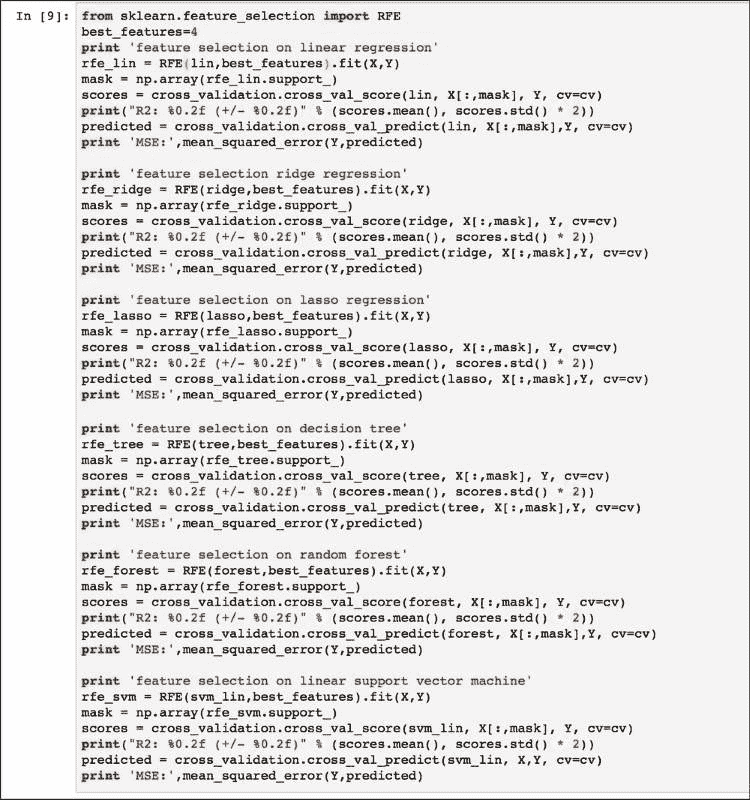 In [9]: from sklearn.feature_selection import RFE
best_features=4
print 'feature selection on linear regression'
rfe_lin = RFE(lin,best_features).fit(X,Y)
mask = np.array(rfe_lin.support_)
scores = cross_validation.cross_val_score(lin, X[:,mask], Y, cv=cv)
print("R2: %0.2f (+/- %0.2f)" % (scores.mean(), scores.std() * 2))
predicted = cross_validation.cross_val_predict(lin, X[:,mask],Y, cv=cv)
print 'MSE:',mean_squared_error(Y,predicted)

print 'feature selection ridge regression'
rfe_ridge = RFE(ridge,best_features).fit(X,Y)
mask = np.array(rfe_ridge.support_)
scores = cross_validation.cross_val_score(ridge, X[:,mask], Y, cv=cv)
print("R2: %0.2f (+/- %0.2f)" % (scores.mean(), scores.std() * 2))
predicted = cross_validation.cross_val_predict(ridge, X[:,mask],Y, cv=cv)
print 'MSE:',mean_squared_error(Y,predicted)

print 'feature selection on lasso regression'
rfe_lasso = RFE(lasso,best_features).fit(X,Y)
mask = np.array(rfe_lasso.support_)
scores = cross_validation.cross_val_score(lasso, X[:,mask], Y, cv=cv)
print("R2: %0.2f (+/- %0.2f)" % (scores.mean(), scores.std() * 2))
predicted = cross_validation.cross_val_predict(lasso, X[:,mask],Y, cv=cv)
print 'MSE:',mean_squared_error(Y,predicted)

print 'feature selection on decision tree'
rfe_tree = RFE(tree,best_features).fit(X,Y)
mask = np.array(rfe_tree.support_)
scores = cross_validation.cross_val_score(tree, X[:,mask], Y, cv=cv)
print("R2: %0.2f (+/- %0.2f)" % (scores.mean(), scores.std() * 2))
predicted = cross_validation.cross_val_predict(tree, X[:,mask],Y, cv=cv)
print 'MSE:',mean_squared_error(Y,predicted)

print 'feature selection on random forest'
rfe_forest = RFE(forest,best_features).fit(X,Y)
mask = np.array(rfe_forest.support_)
scores = cross_validation.cross_val_score(forest, X[:,mask], Y, cv=cv)
print("R2: %0.2f (+/- %0.2f)" % (scores.mean(), scores.std() * 2))
predicted = cross_validation.cross_val_predict(forest, X[:,mask],Y, cv=cv)
print 'MSE:',mean_squared_error(Y,predicted)

print 'feature selection on linear support vector machine'
rfe_svm = RFE(svm_lin,best_features).fit(X,Y)
mask = np.array(rfe_svm.support_)
scores = cross_validation.cross_val_score(svm_lin, X[:,mask], Y, cv=cv)
print("R2: %0.2f (+/- %0.2f)" % (scores.mean(), scores.std() * 2))
predicted = cross_validation.cross_val_predict(svm_lin, X,Y, cv=cv)
print 'MSE:',mean_squared_error(Y,predicted)